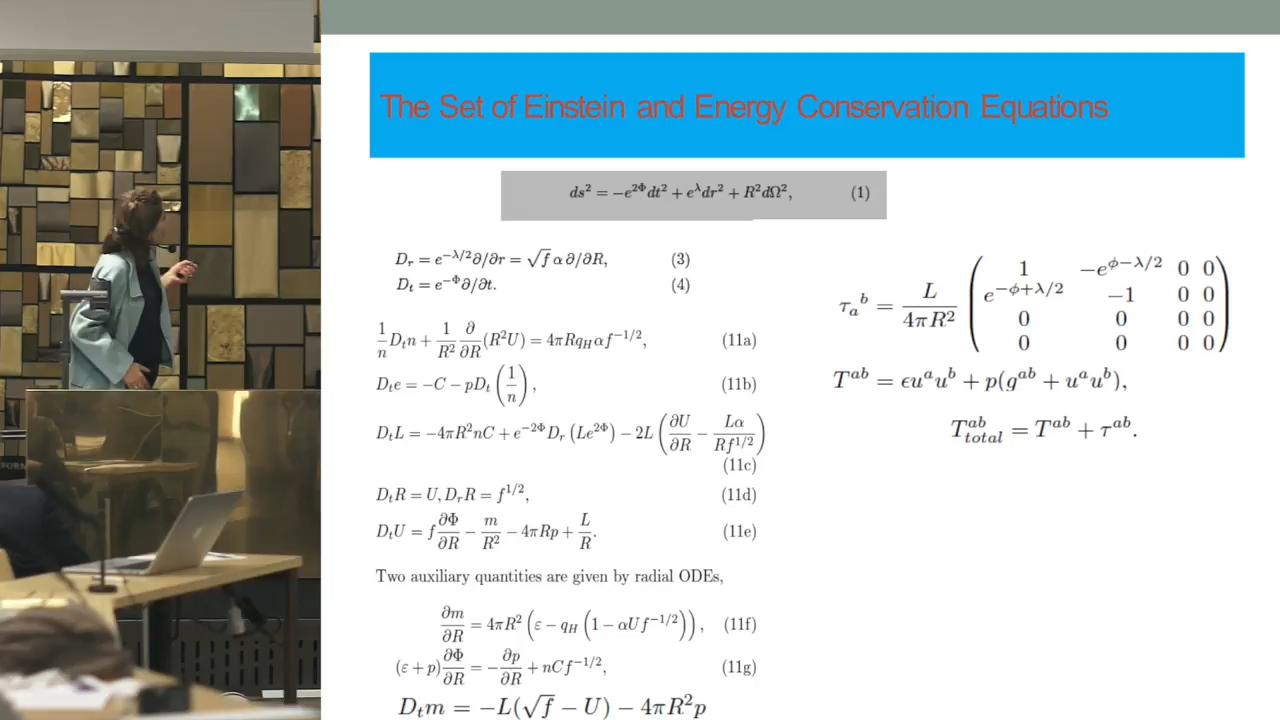 The Set of Einstein and Energy Conservation Equations
ds² = −e^{2Φ}dt² + e^{λ}dr² + R²dΩ², (1)
D_r = e^{−λ/2}∂/∂r = √f α ∂/∂R, (3)
D_t = e^{−Φ}∂/∂t. (4)
1/n D_t n + 1/R² ∂/∂R (R²U) = 4πRq_H αf^{−1/2}, (11a)
D_t e = −C − pD_t (1/n), (11b)
D_t L = −4πR²nC + e^{−2Φ}D_r (Le^{2Φ}) − 2L (∂U/∂R − Lα/Rf^{1/2})
(11c)
D_t R = U, D_r R = f^{1/2}, (11d)
D_t U = f ∂Φ/∂R − m/R² − 4πRp + L/R. (11e)
Two auxiliary quantities are given by radial ODEs,
∂m/∂R = 4πR² (ε − q_H (1 − αUf^{−1/2})), (11f)
(ε + p) ∂Φ/∂R = − ∂p/∂R + nCf^{−1/2}, (11g)
D_t m = −L(√f − U) − 4πR²p
τ_a^b = L/4πR² ( 1 −e^{ϕ−λ/2} 0 0
e^{−ϕ+λ/2} −1 0 0
0 0 0 0
0 0 0 0 )
T^{ab} = ϵu^a u^b + p(g^{ab} + u^a u^b),
T^{ab}_{total} = T^{ab} + τ^{ab}.